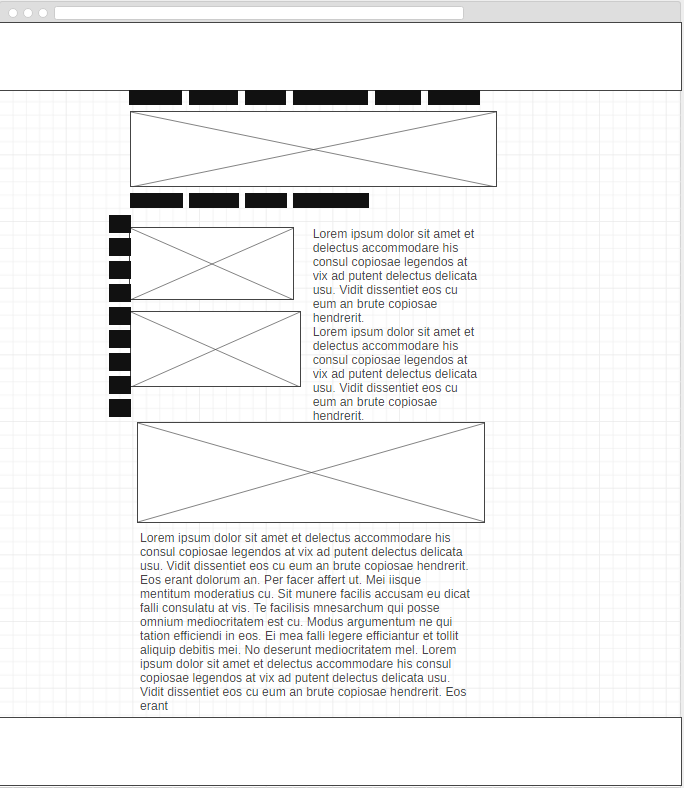 Lorem ipsum dolor sit amet et
delectus accommodare his
consul copiosae legendos at
vix ad putent delectus delicata
usu. Vidit dissentiet eos cu
eum an brute copiosae
hendrerit.
Lorem ipsum dolor sit amet et
delectus accommodare his
consul copiosae legendos at
vix ad putent delectus delicata
usu. Vidit dissentiet eos cu
eum an brute copiosae
hendrerit.
Lorem ipsum dolor sit amet et delectus accommodare his
consul copiosae legendos at vix ad putent delectus delicata
usu. Vidit dissentiet eos cu eum an brute copiosae hendrerit.
Eos erant dolorum an. Per facer affert ut. Mei iisque
mentitum moderatius cu. Sit munere facilis accusam eu dicat
falli consulatu at vis. Te facilisis mnesarchum qui posse
omnium mediocritatem est cu. Modus argumentum ne qui
tation efficiendi in eos. Ei mea falli legere efficiantur et tollit
aliquip debitis mei. No deserunt mediocritatem mel. Lorem
ipsum dolor sit amet et delectus accommodare his consul
copiosae legendos at vix ad putent delectus delicata usu.
Vidit dissentiet eos cu eum an brute copiosae hendrerit. Eos
erant